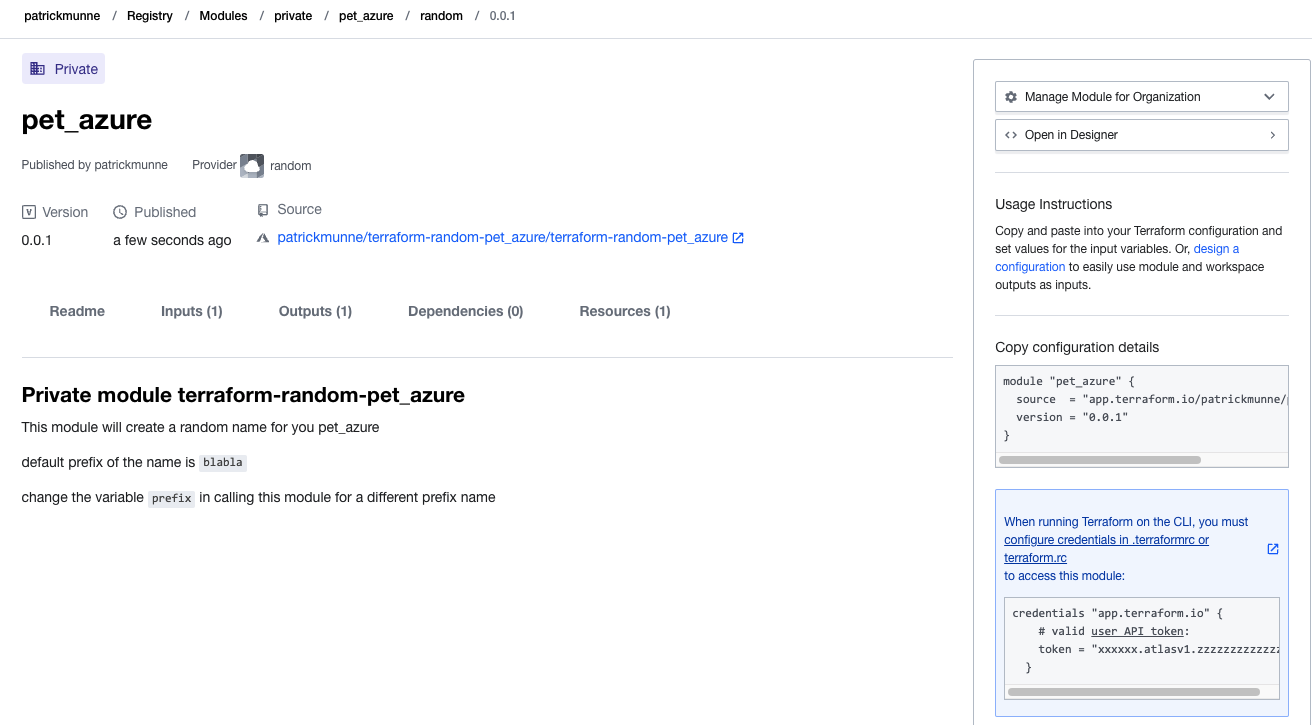 patrickmunne / Registry / Modules / private / pet_azure / random / 0.0.1
Private
pet_azure
Published by patrickmunne Provider random
Version Published Source
0.0.1 a few seconds ago patrickmunne/terraform-random-pet_azure/terraform-random-pet_azure
Readme Inputs (1) Outputs (1) Dependencies (0) Resources (1)
Private module terraform-random-pet_azure
This module will create a random name for you pet_azure
default prefix of the name is blabla
change the variable prefix in calling this module for a different prefix name
Manage Module for Organization
<> Open in Designer
Usage Instructions
Copy and paste into your Terraform configuration and
set values for the input variables. Or, design a
configuration to easily use module and workspace
outputs as inputs.
Copy configuration details
module "pet_azure" {
source = "app.terraform.io/patrickmunne/
version = "0.0.1"
}
When running Terraform on the CLI, you must
configure credentials in .terraformrc or
terraform.rc
to access this module:
credentials "app.terraform.io" {
# valid user API token:
token = "xxxxxx.atlasv1.zzzzzzzzzzzzz
}